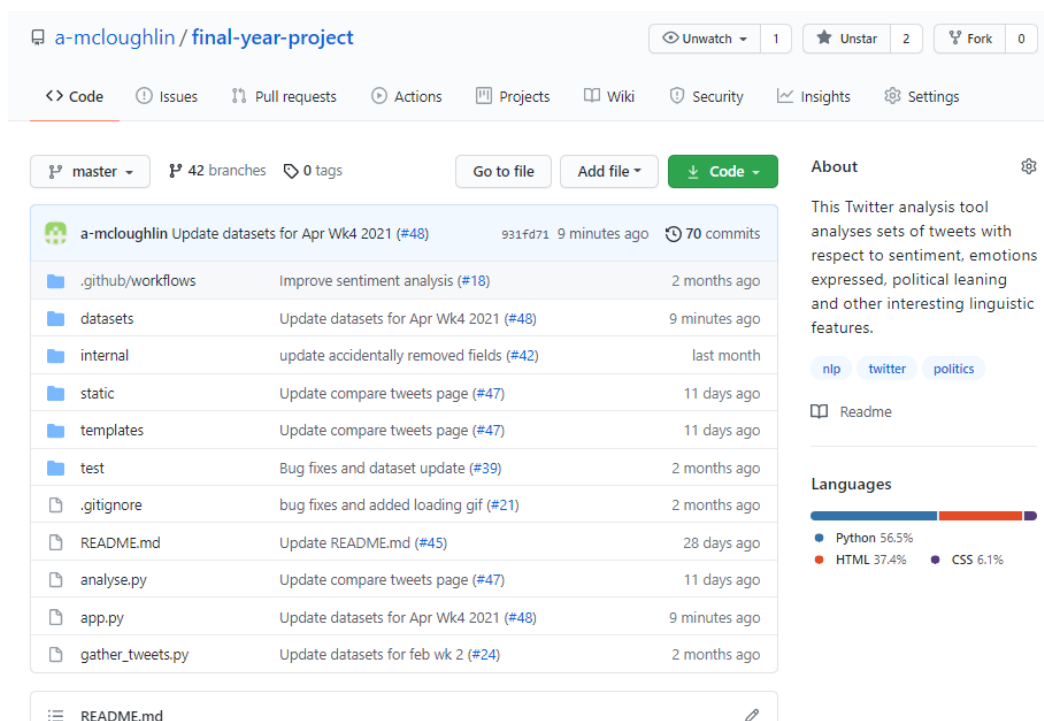 a-mcloughlin / final-year-project
Unwatch 1 Unstar 2 Fork 0
Code Issues Pull requests Actions Projects Wiki Security Insights Settings
master 42 branches 0 tags Go to file Add file Code
a-mcloughlin Update datasets for Apr Wk4 2021 (#48) 931fd71 9 minutes ago 70 commits
.github/workflows Improve sentiment analysis (#18) 2 months ago
datasets Update datasets for Apr Wk4 2021 (#48) 9 minutes ago
internal update accidentally removed fields (#42) last month
static Update compare tweets page (#47) 11 days ago
templates Update compare tweets page (#47) 11 days ago
test Bug fixes and dataset update (#39) 2 months ago
.gitignore bug fixes and added loading gif (#21) 2 months ago
README.md Update README.md (#45) 28 days ago
analyse.py Update compare tweets page (#47) 11 days ago
app.py Update datasets for Apr Wk4 2021 (#48) 9 minutes ago
gather_tweets.py Update datasets for feb wk 2 (#24) 2 months ago
README.md
About
This Twitter analysis tool
analyses sets of tweets with
respect to sentiment, emotions
expressed, political leaning
and other interesting linguistic
features.
nlp twitter politics
Readme
Languages
Python 56.5%
HTML 37.4% CSS 6.1%